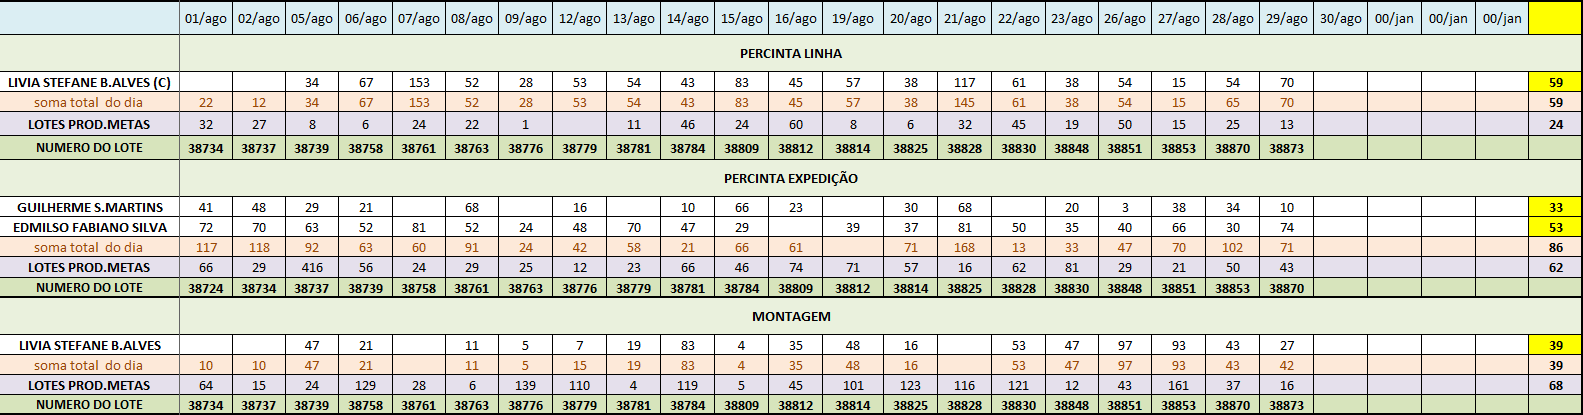 01/ago 02/ago 05/ago 06/ago 07/ago 08/ago 09/ago 12/ago 13/ago 14/ago 15/ago 16/ago 19/ago 20/ago 21/ago 22/ago 23/ago 26/ago 27/ago 28/ago 29/ago 30/ago 00/jan 00/jan 00/jan
PERCINTA LINHA
LIVIA STEFANE B.ALVES (C) 34 67 153 52 28 53 54 43 83 45 57 38 117 61 38 54 15 54 70 59
soma total do dia 22 12 34 67 153 52 28 53 54 43 83 45 57 38 145 61 38 54 15 65 70 59
LOTES PROD.METAS 32 27 8 6 24 22 1 11 46 24 60 8 6 32 45 19 50 15 25 13 24
NUMERO DO LOTE 38734 38737 38739 38758 38761 38763 38776 38779 38781 38784 38809 38812 38814 38825 38828 38830 38848 38851 38853 38870 38873
PERCINTA EXPEDIÇÃO
GUILHERME S.MARTINS 41 48 29 21 68 16 10 66 23 30 68 20 3 38 34 10 33
EDMILSO FABIANO SILVA 72 70 63 52 81 52 24 48 70 47 29 39 37 81 50 35 40 66 30 74 53
soma total do dia 117 118 92 63 60 91 24 42 58 21 66 61 71 168 13 33 47 70 102 71 86
LOTES PROD.METAS 66 29 416 56 24 29 25 12 23 66 46 74 71 57 16 62 81 29 21 50 43 62
NUMERO DO LOTE 38724 38734 38737 38739 38758 38761 38763 38776 38779 38781 38784 38809 38812 38814 38825 38828 38830 38848 38851 38853 38870
MONTAGEM
LIVIA STEFANE B.ALVES 47 21 11 5 7 19 83 4 35 48 16 53 47 97 93 43 27 39
soma total do dia 10 10 47 21 11 5 15 19 83 4 35 48 16 53 47 97 93 43 42 39
LOTES PROD.METAS 64 15 24 129 28 6 139 110 4 119 5 45 101 123 116 121 12 43 161 37 16 68
NUMERO DO LOTE 38734 38737 38739 38758 38761 38763 38776 38779 38781 38784 38809 38812 38814 38825 38828 38830 38848 38851 38853 38870 38873